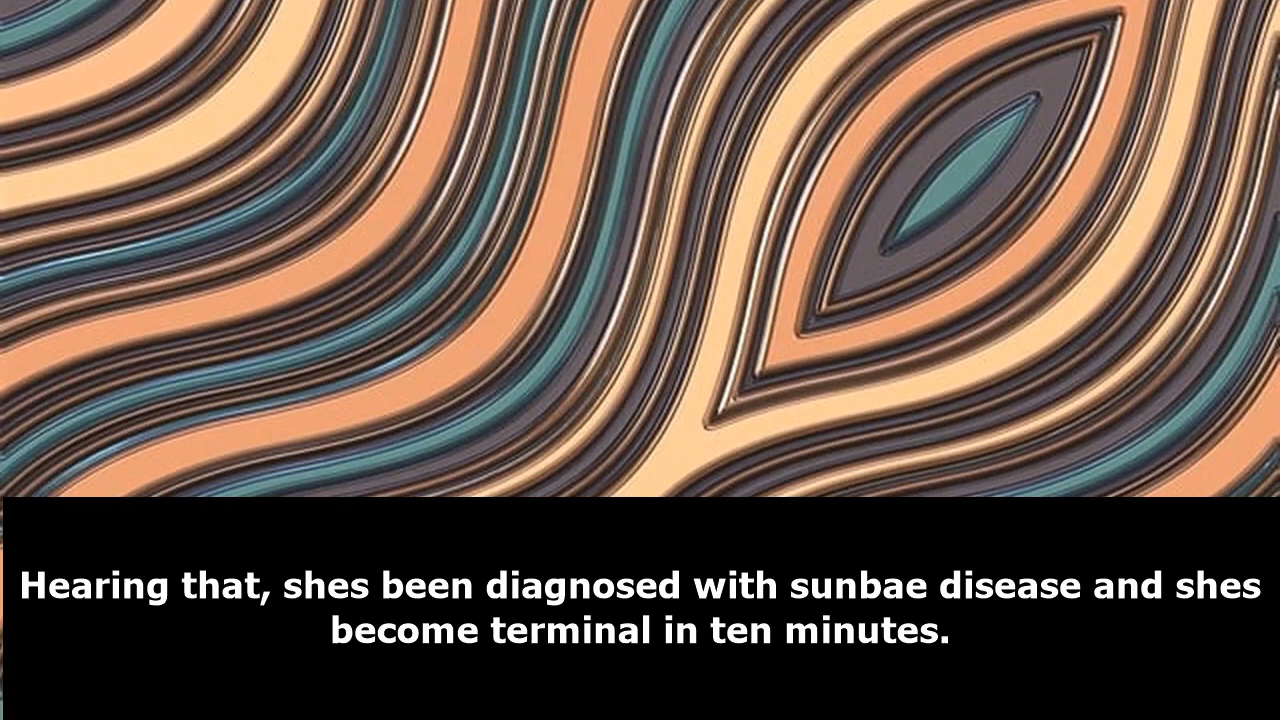 Hearing that, shes been diagnosed with sunbae disease and shes
become terminal in ten minutes.